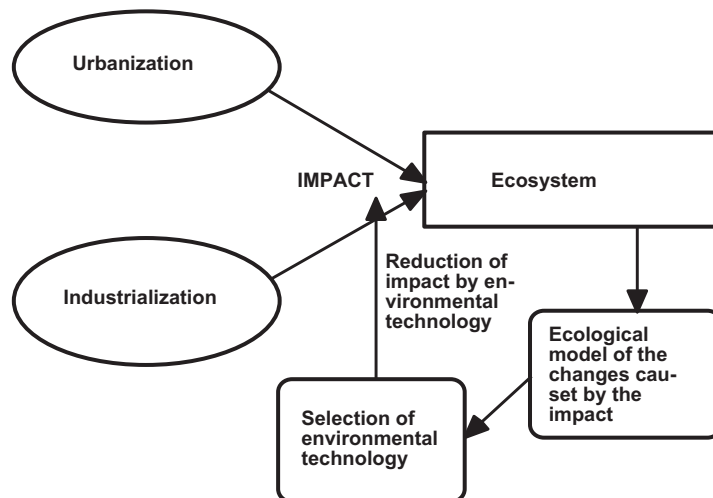 Urbanization
IMPACT
Ecosystem
Industrialization
Reduction of
impact by en-
vironmental
technology
Ecological
model of the
changes cau-
set by the
impact
Selection of
environmental
technology